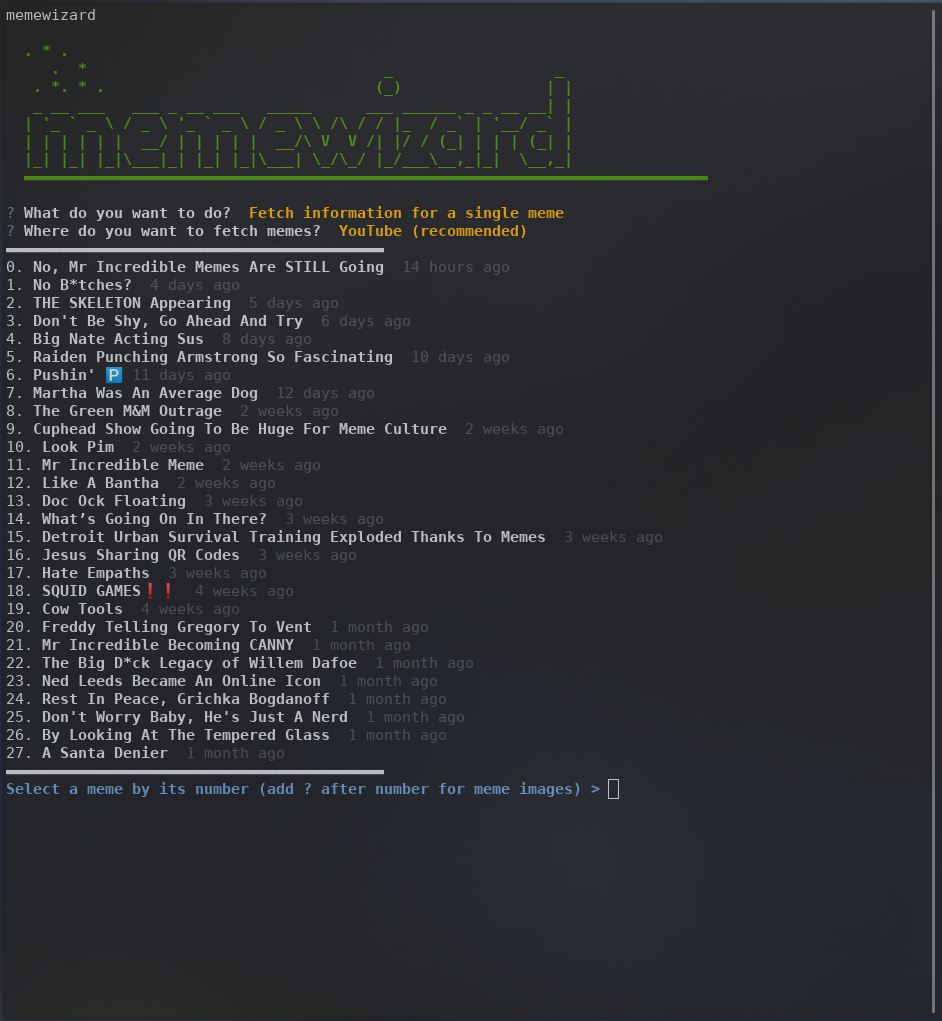 memewizard
memewizard
? What do you want to do?  Fetch information for a single meme
? Where do you want to fetch memes?  YouTube (recommended)
0. No, Mr Incredible Memes Are STILL Going  14 hours ago
1. No B*tches?  4 days ago
2. THE SKELETON Appearing  5 days ago
3. Don't Be Shy, Go Ahead And Try  6 days ago
4. Big Nate Acting Sus  8 days ago
5. Raiden Punching Armstrong So Fascinating  10 days ago
6. Pushin' 🅿️ 11 days ago
7. Martha Was An Average Dog  12 days ago
8. The Green M&M Outrage  2 weeks ago
9. Cuphead Show Going To Be Huge For Meme Culture  2 weeks ago
10. Look Pim  2 weeks ago
11. Mr Incredible Meme  2 weeks ago
12. Like A Bantha  2 weeks ago
13. Doc Ock Floating  3 weeks ago
14. What’s Going On In There?  3 weeks ago
15. Detroit Urban Survival Training Exploded Thanks To Memes  3 weeks ago
16. Jesus Sharing QR Codes  3 weeks ago
17. Hate Empaths  3 weeks ago
18. SQUID GAMES❗❗  4 weeks ago
19. Cow Tools  4 weeks ago
20. Freddy Telling Gregory To Vent  1 month ago
21. Mr Incredible Becoming CANNY  1 month ago
22. The Big D*ck Legacy of Willem Dafoe  1 month ago
23. Ned Leeds Became An Online Icon  1 month ago
24. Rest In Peace, Grichka Bogdanoff  1 month ago
25. Don't Worry Baby, He's Just A Nerd  1 month ago
26. By Looking At The Tempered Glass  1 month ago
27. A Santa Denier  1 month ago
Select a meme by its number (add ? after number for meme images) >